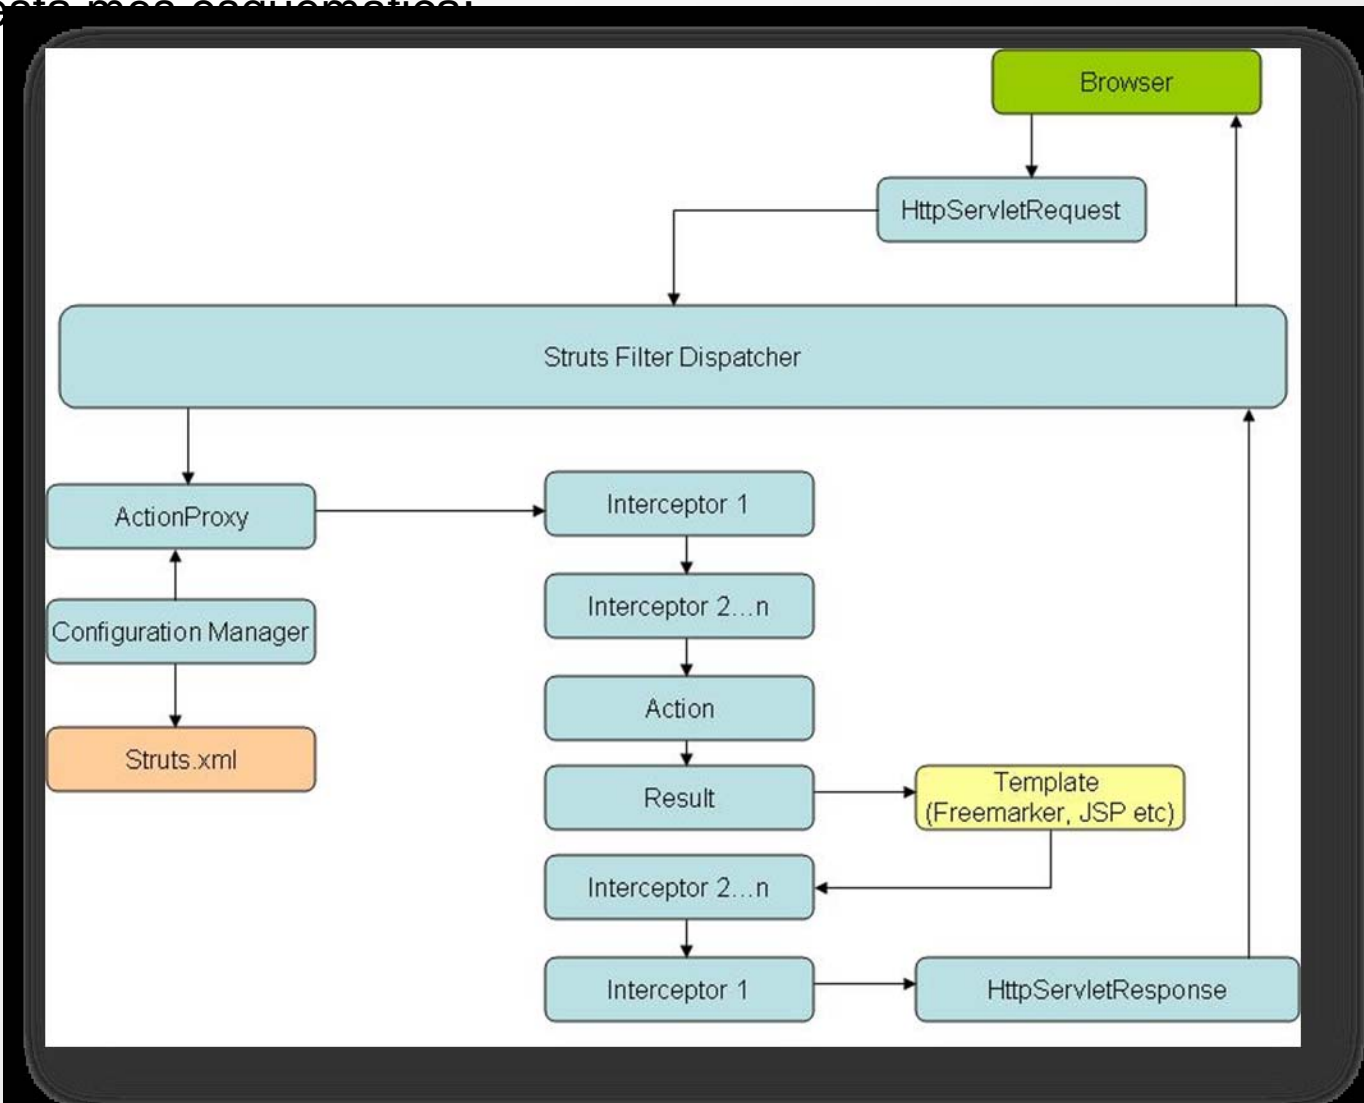 Browser
HttpServletRequest
Struts Filter Dispatcher
ActionProxy
Interceptor 1
Interceptor 2...n
Configuration Manager
Action
Struts.xml
Result
Template
(Freemarker, JSP etc)
Interceptor 2...n
Interceptor 1
HttpServletResponse